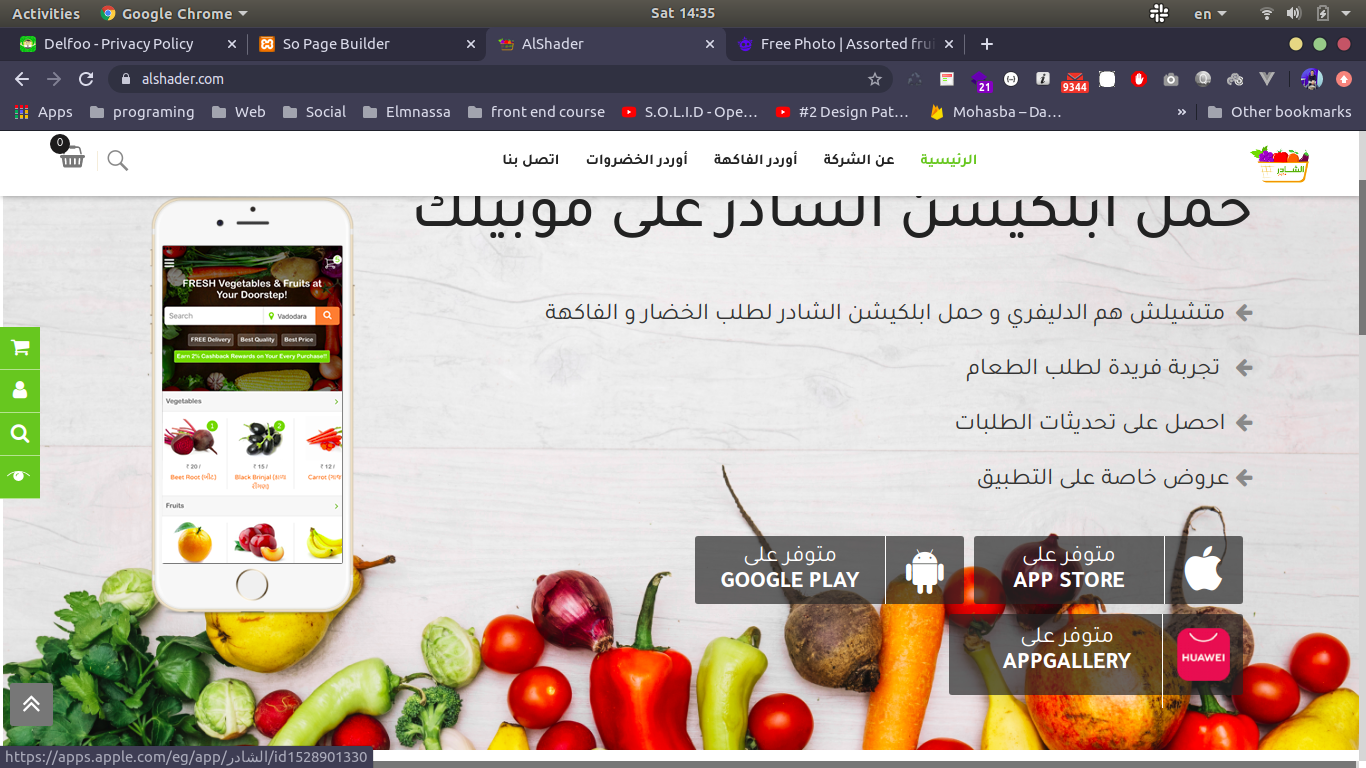 Activities
Google Chrome
Sat 14:35
en
Delfoo - Privacy Policy
So Page Builder
AlShader
Free Photo | Assorted frui
alshader.com
21
9344
Apps
programing
Web
Social
Elmnassa
front end course
S.O.L.I.D - Ope…
#2 Design Pat…
Mohasba – Da…
»
Other bookmarks
0
الرئيسية
عن الشركة
أوردر الفاكهة
أوردر الخضروات
اتصل بنا
الشادر
حمل ابلكيشن الشادر على موبيلك
متشيلش هم الدليفري و حمل ابلكيشن الشادر لطلب الخضار و الفاكهة
تجربة فريدة لطلب الطعام
احصل على تحديثات الطلبات
عروض خاصة على التطبيق
متوفر على
APP STORE
متوفر على
GOOGLE PLAY
متوفر على
APPGALLERY
HUAWEI
FRESH Vegetables & Fruits at
Your Doorstep!
Search
Vadodara
FREE Delivery
Best Quality
Best Price
Earn 2% Cashback Rewards on Your Every Purchase!!
Vegetables
1
2
₹ 20 /
₹ 15 /
₹ 12 /
Beet Root
Black Brinjal
Carrot
Fruits
https://apps.apple.com/eg/app/الشادر/id1528901330